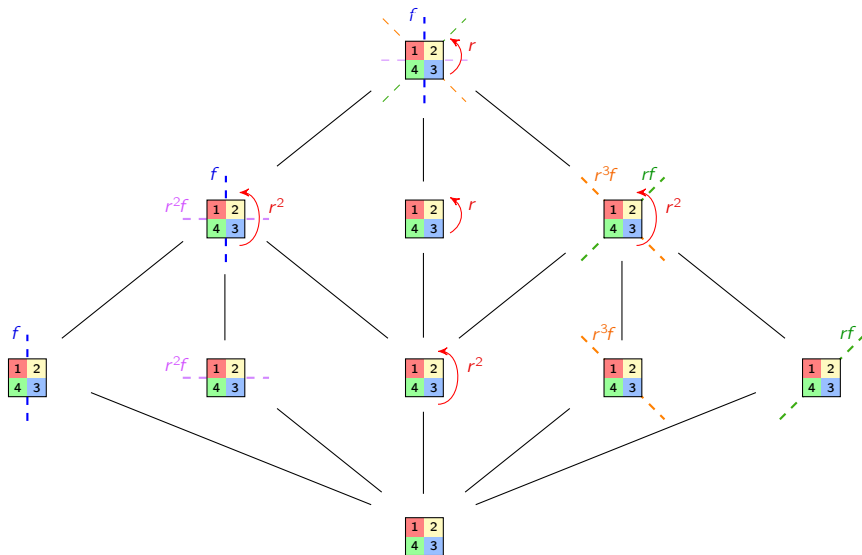 f
1 2 r
4 3
r³f rf
f
r²f 1 2 r² 1 2 r 1 2 r²
4 3 4 3 4 3
f r³f rf
1 2 r²f 1 2 1 2 r² 1 2 1 2
4 3 4 3 4 3 4 3 4 3
1 2
4 3